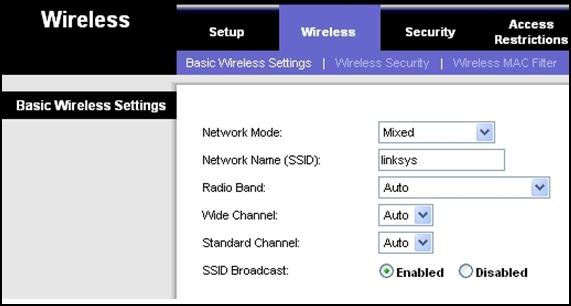 Wireless
Setup Wireless Security Access Restrictions
Basic Wireless Settings | Wireless Security | Wireless MAC Filter
Basic Wireless Settings
Network Mode: Mixed
Network Name (SSID): linksys
Radio Band: Auto
Wide Channel: Auto
Standard Channel: Auto
SSID Broadcast: Enabled Disabled